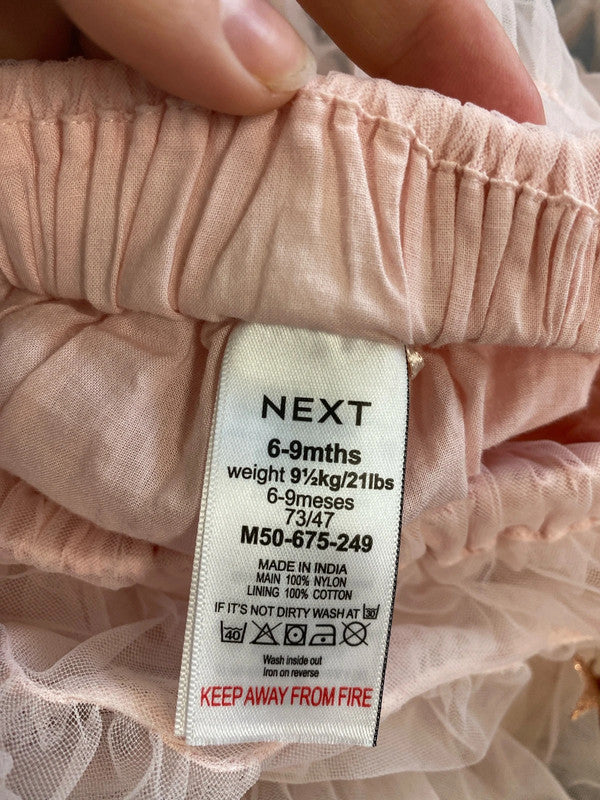 NEXT
6-9mths
weight 9½kg/21lbs
6-9meses
73/47
M50-675-249
MADE IN INDIA
MAIN 100% NYLON
LINING 100% COTTON
IF IT'S NOT DIRTY WASH AT 30
40
Wash inside out
Iron on reverse
KEEP AWAY FROM FIRE